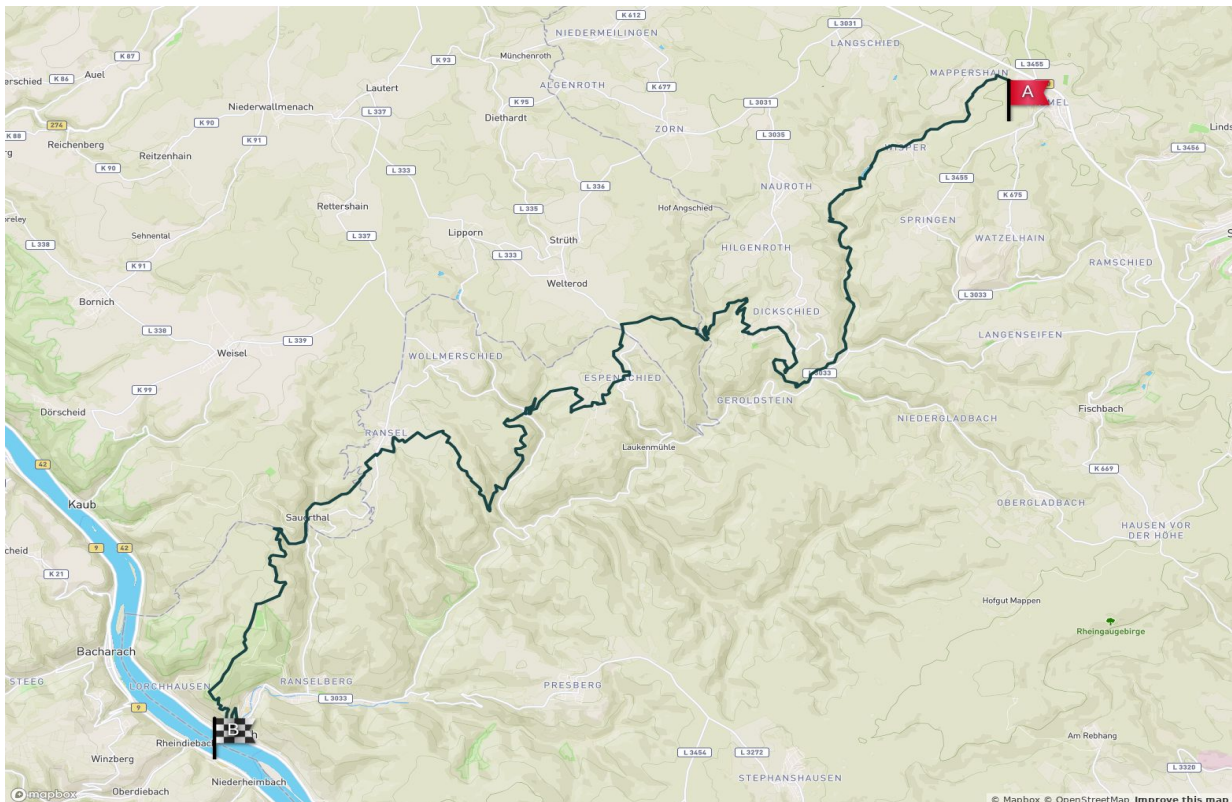 K 612
NIEDERMEILINGEN
L 3031
LANGSCHIED
K 87
K 93
Münchenroth
L 3455
K 86
Auel
Lautert
ALGENROTH
K 677
MAPPERSHAIN
A
Niederwallmenach
K 95
L 3031
L 337
Diethardt
274
K 90
ZORN
K 88
Reichenberg
K 91
L 3035
L 3456
Reitzenhain
WISPER
K 90
L 333
L 3455
K 675
L 336
NAUROTH
Rettershain
L 335
Hof Angschied
SPRINGEN
Sehnental
L 337
Lipporn
Strüth
WATZELHAIN
L 338
HILGENROTH
L 333
RAMSCHIED
K 91
Welterod
L 3033
Bornich
DICKSCHIED
L 338
L 339
LANGENSEIFEN
Weisel
WOLLMERSCHIED
ESPENSCHIED
L 3033
K 99
GEROLDSTEIN
Dörscheid
NIEDERGLADBACH
Fischbach
RANSEL
Laukenmühle
42
K 669
Kaub
OBERGLADBACH
Sauerthal
HAUSEN VOR
DER HÖHE
9
42
K 21
Hofgut Mappen
Rheingaugebirge
Bacharach
STEEG
LORCHHAUSEN
RANSELBERG
PRESBERG
L 3033
9
B
Rheindiebach
Am Rebhang
Winzberg
L 3454
L 3272
L 3320
Niederheimbach
STEPHANSHAUSEN
Oberdiebach
mapbox
© Mapbox © OpenStreetMap Improve this map